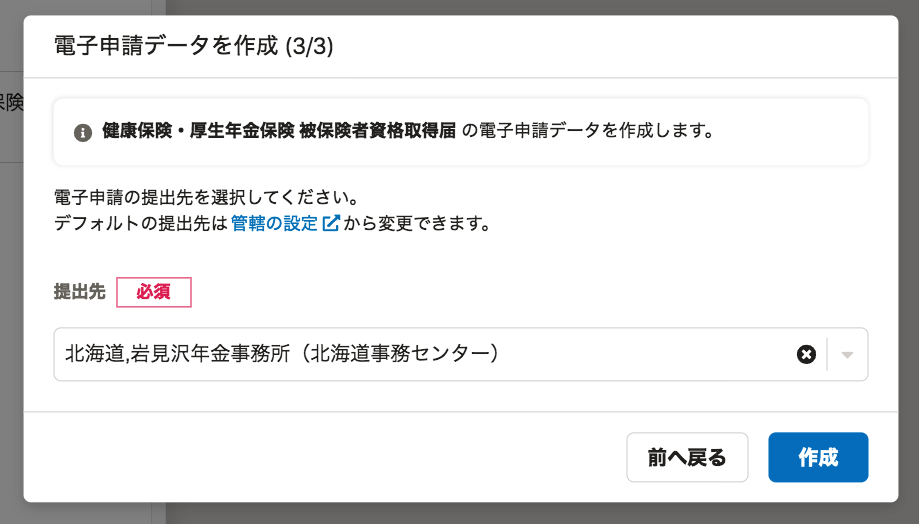 電子申請データを作成 (3/3)
保険
健康保険・厚生年金保険 被保険者資格取得届 の電子申請データを作成します。
電子申請の提出先を選択してください。
デフォルトの提出先は管轄の設定から変更できます。
提出先 必須
北海道,岩見沢年金事務所（北海道事務センター）
前へ戻る 作成